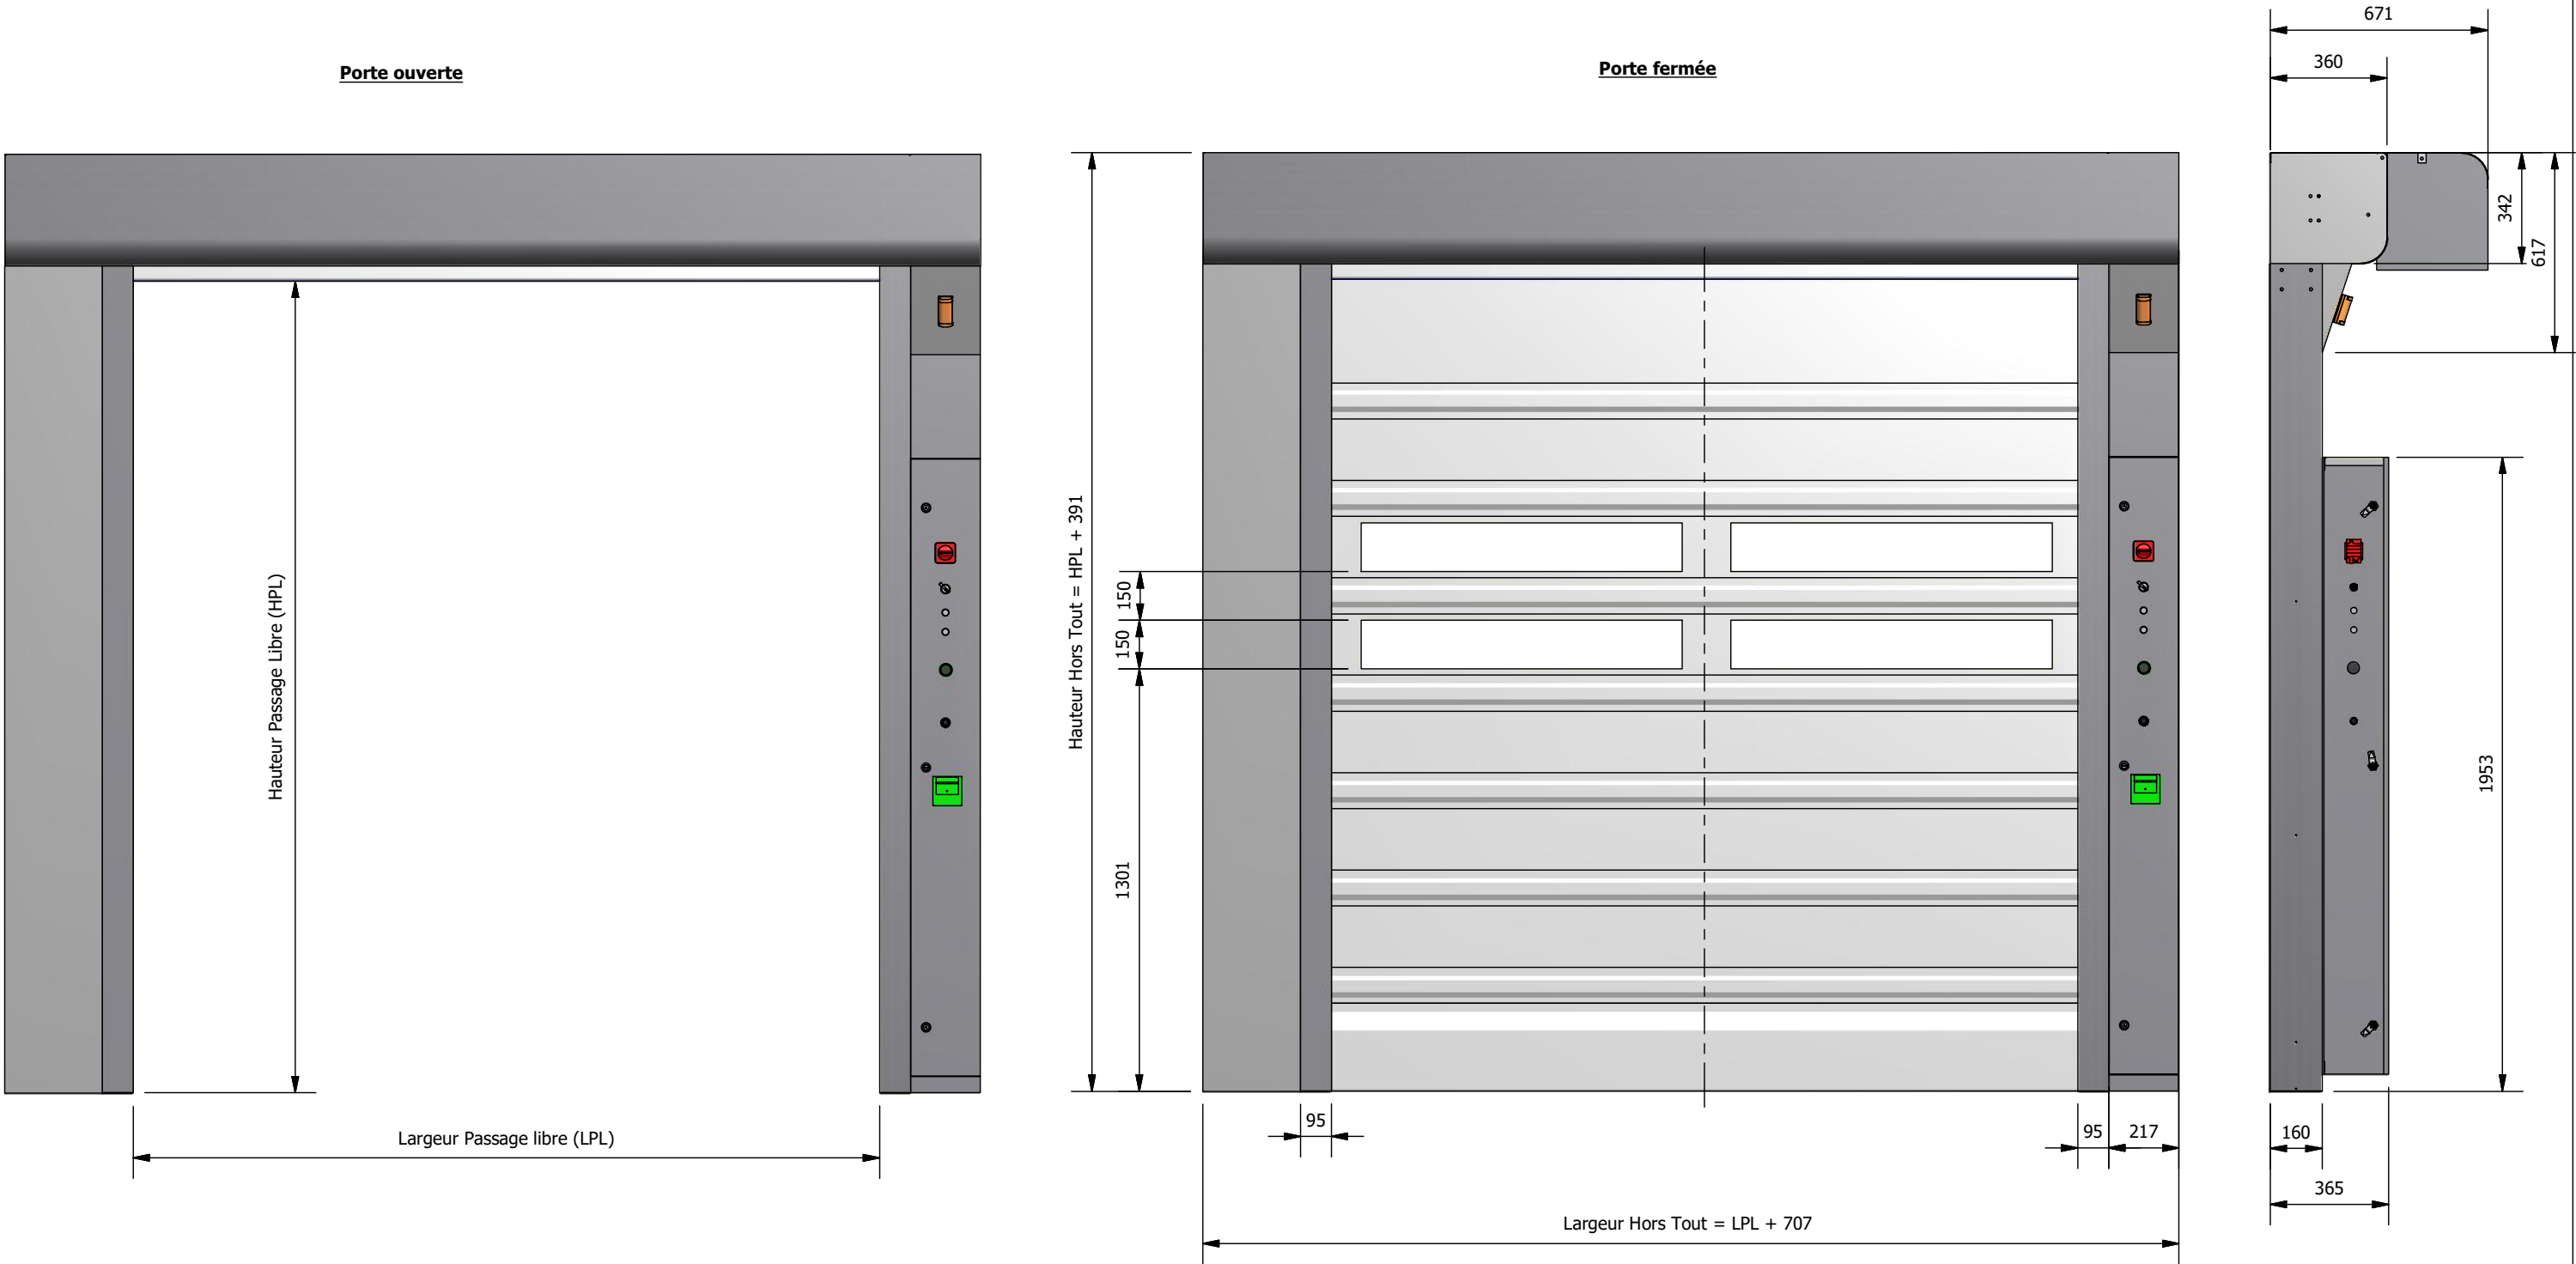 Porte ouverte
Hauteur Passage Libre (HPL)
Largeur Passage libre (LPL)
Porte fermée
Hauteur Hors Tout = HPL + 391
150
150
1301
95
95
217
Largeur Hors Tout = LPL + 707
671
360
342
617
1953
160
365